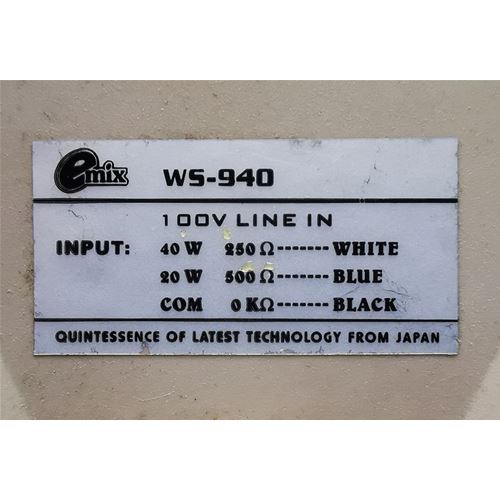 emix WS-940
100V LINE IN
INPUT: 40 W 250 Ω ------- WHITE
20 W 500 Ω ------- BLUE
COM 0 KΩ ------- BLACK
QUINTESSENCE OF LATEST TECHNOLOGY FROM JAPAN